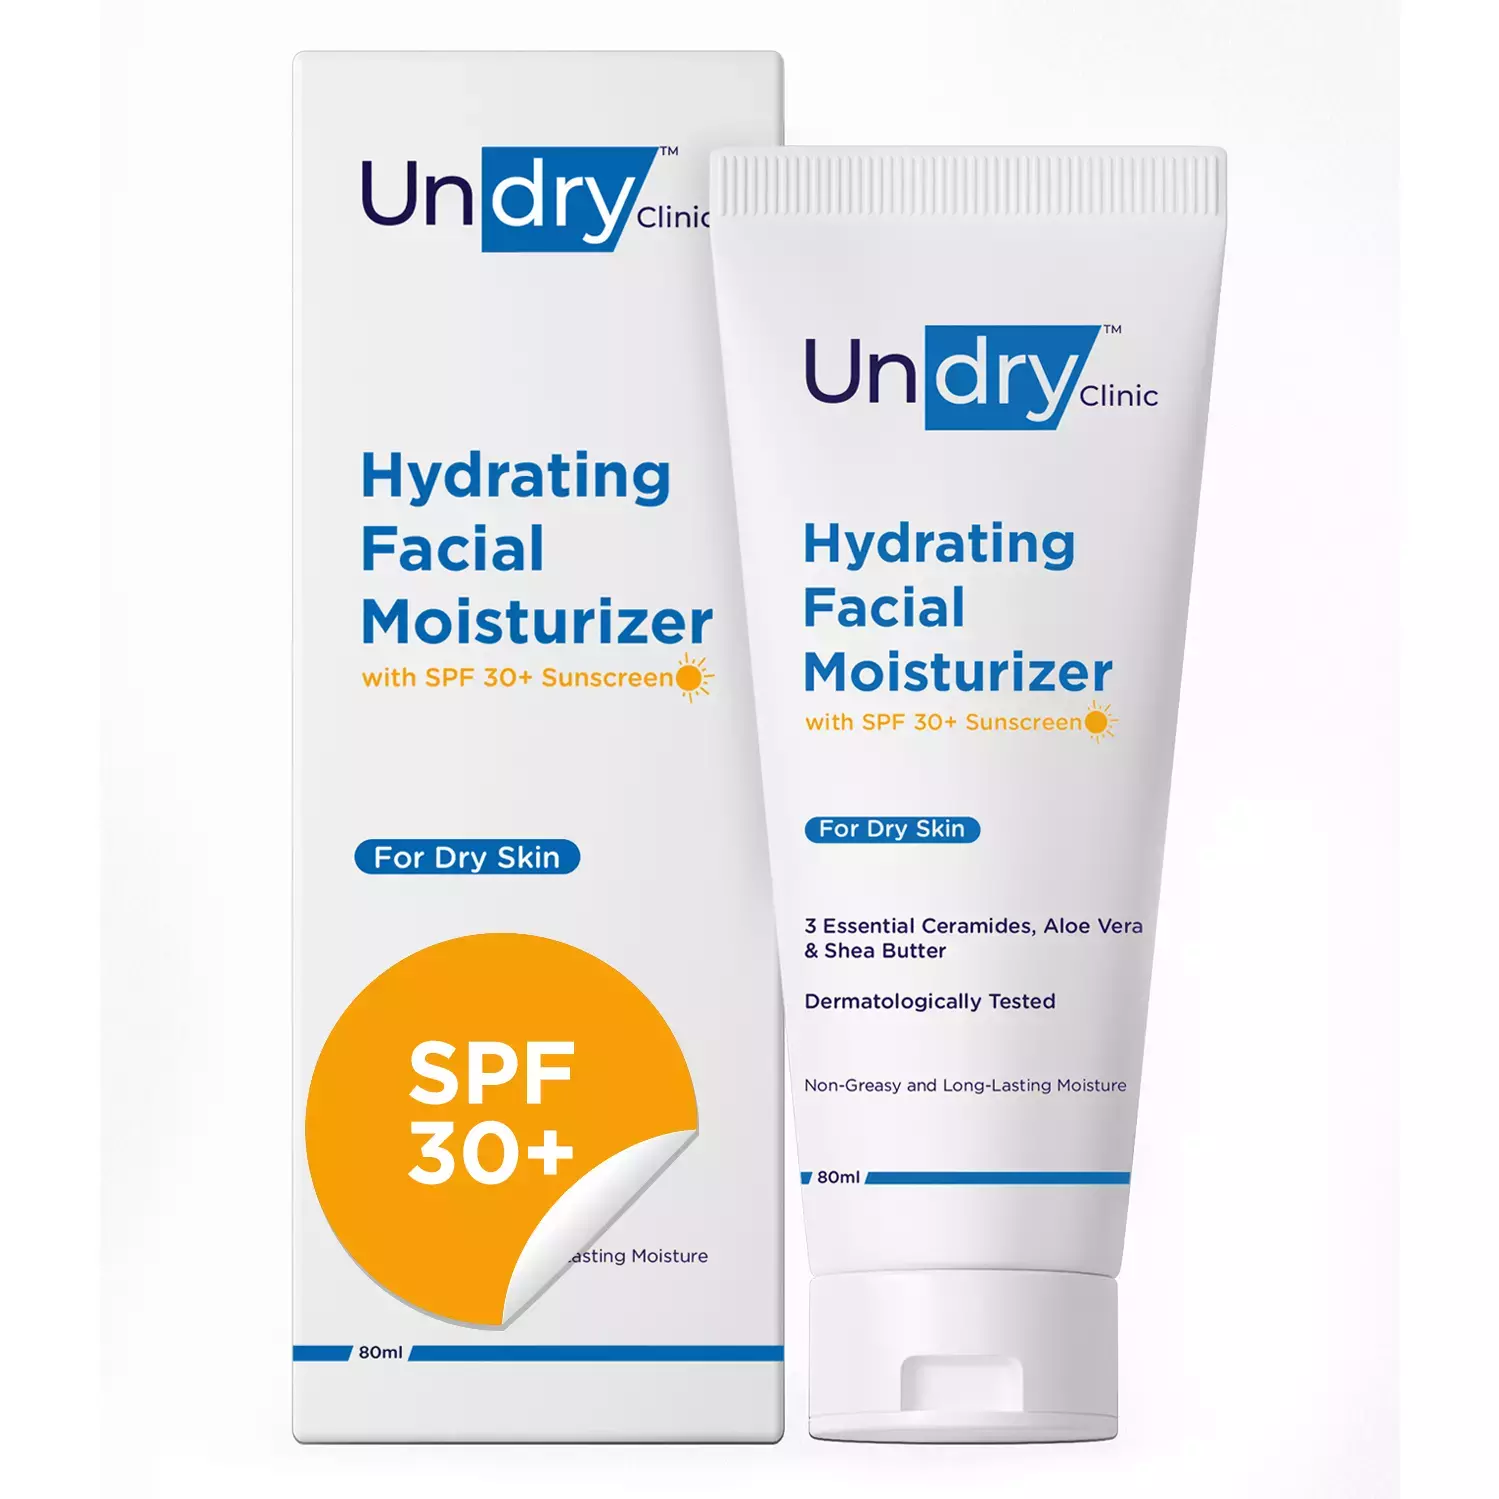 Undry™ Clinic
Hydrating
Facial
Moisturizer
with SPF 30+ Sunscreen
For Dry Skin
SPF
30+
asting Moisture
80ml
Undry™ Clinic
Hydrating
Facial
Moisturizer
with SPF 30+ Sunscreen
For Dry Skin
3 Essential Ceramides, Aloe Vera
& Shea Butter
Dermatologically Tested
Non-Greasy and Long-Lasting Moisture
80ml